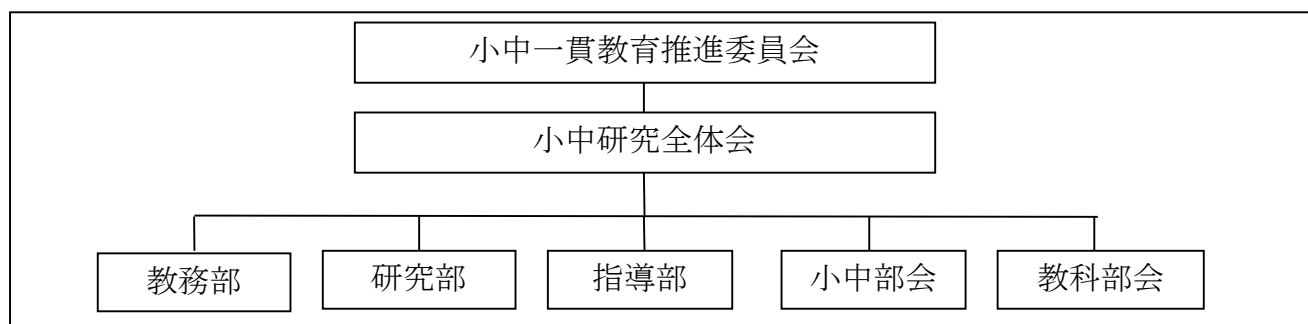 小中一貫教育推進委員会
小中研究全体会
教務部
研究部
指導部
小中部会
教科部会